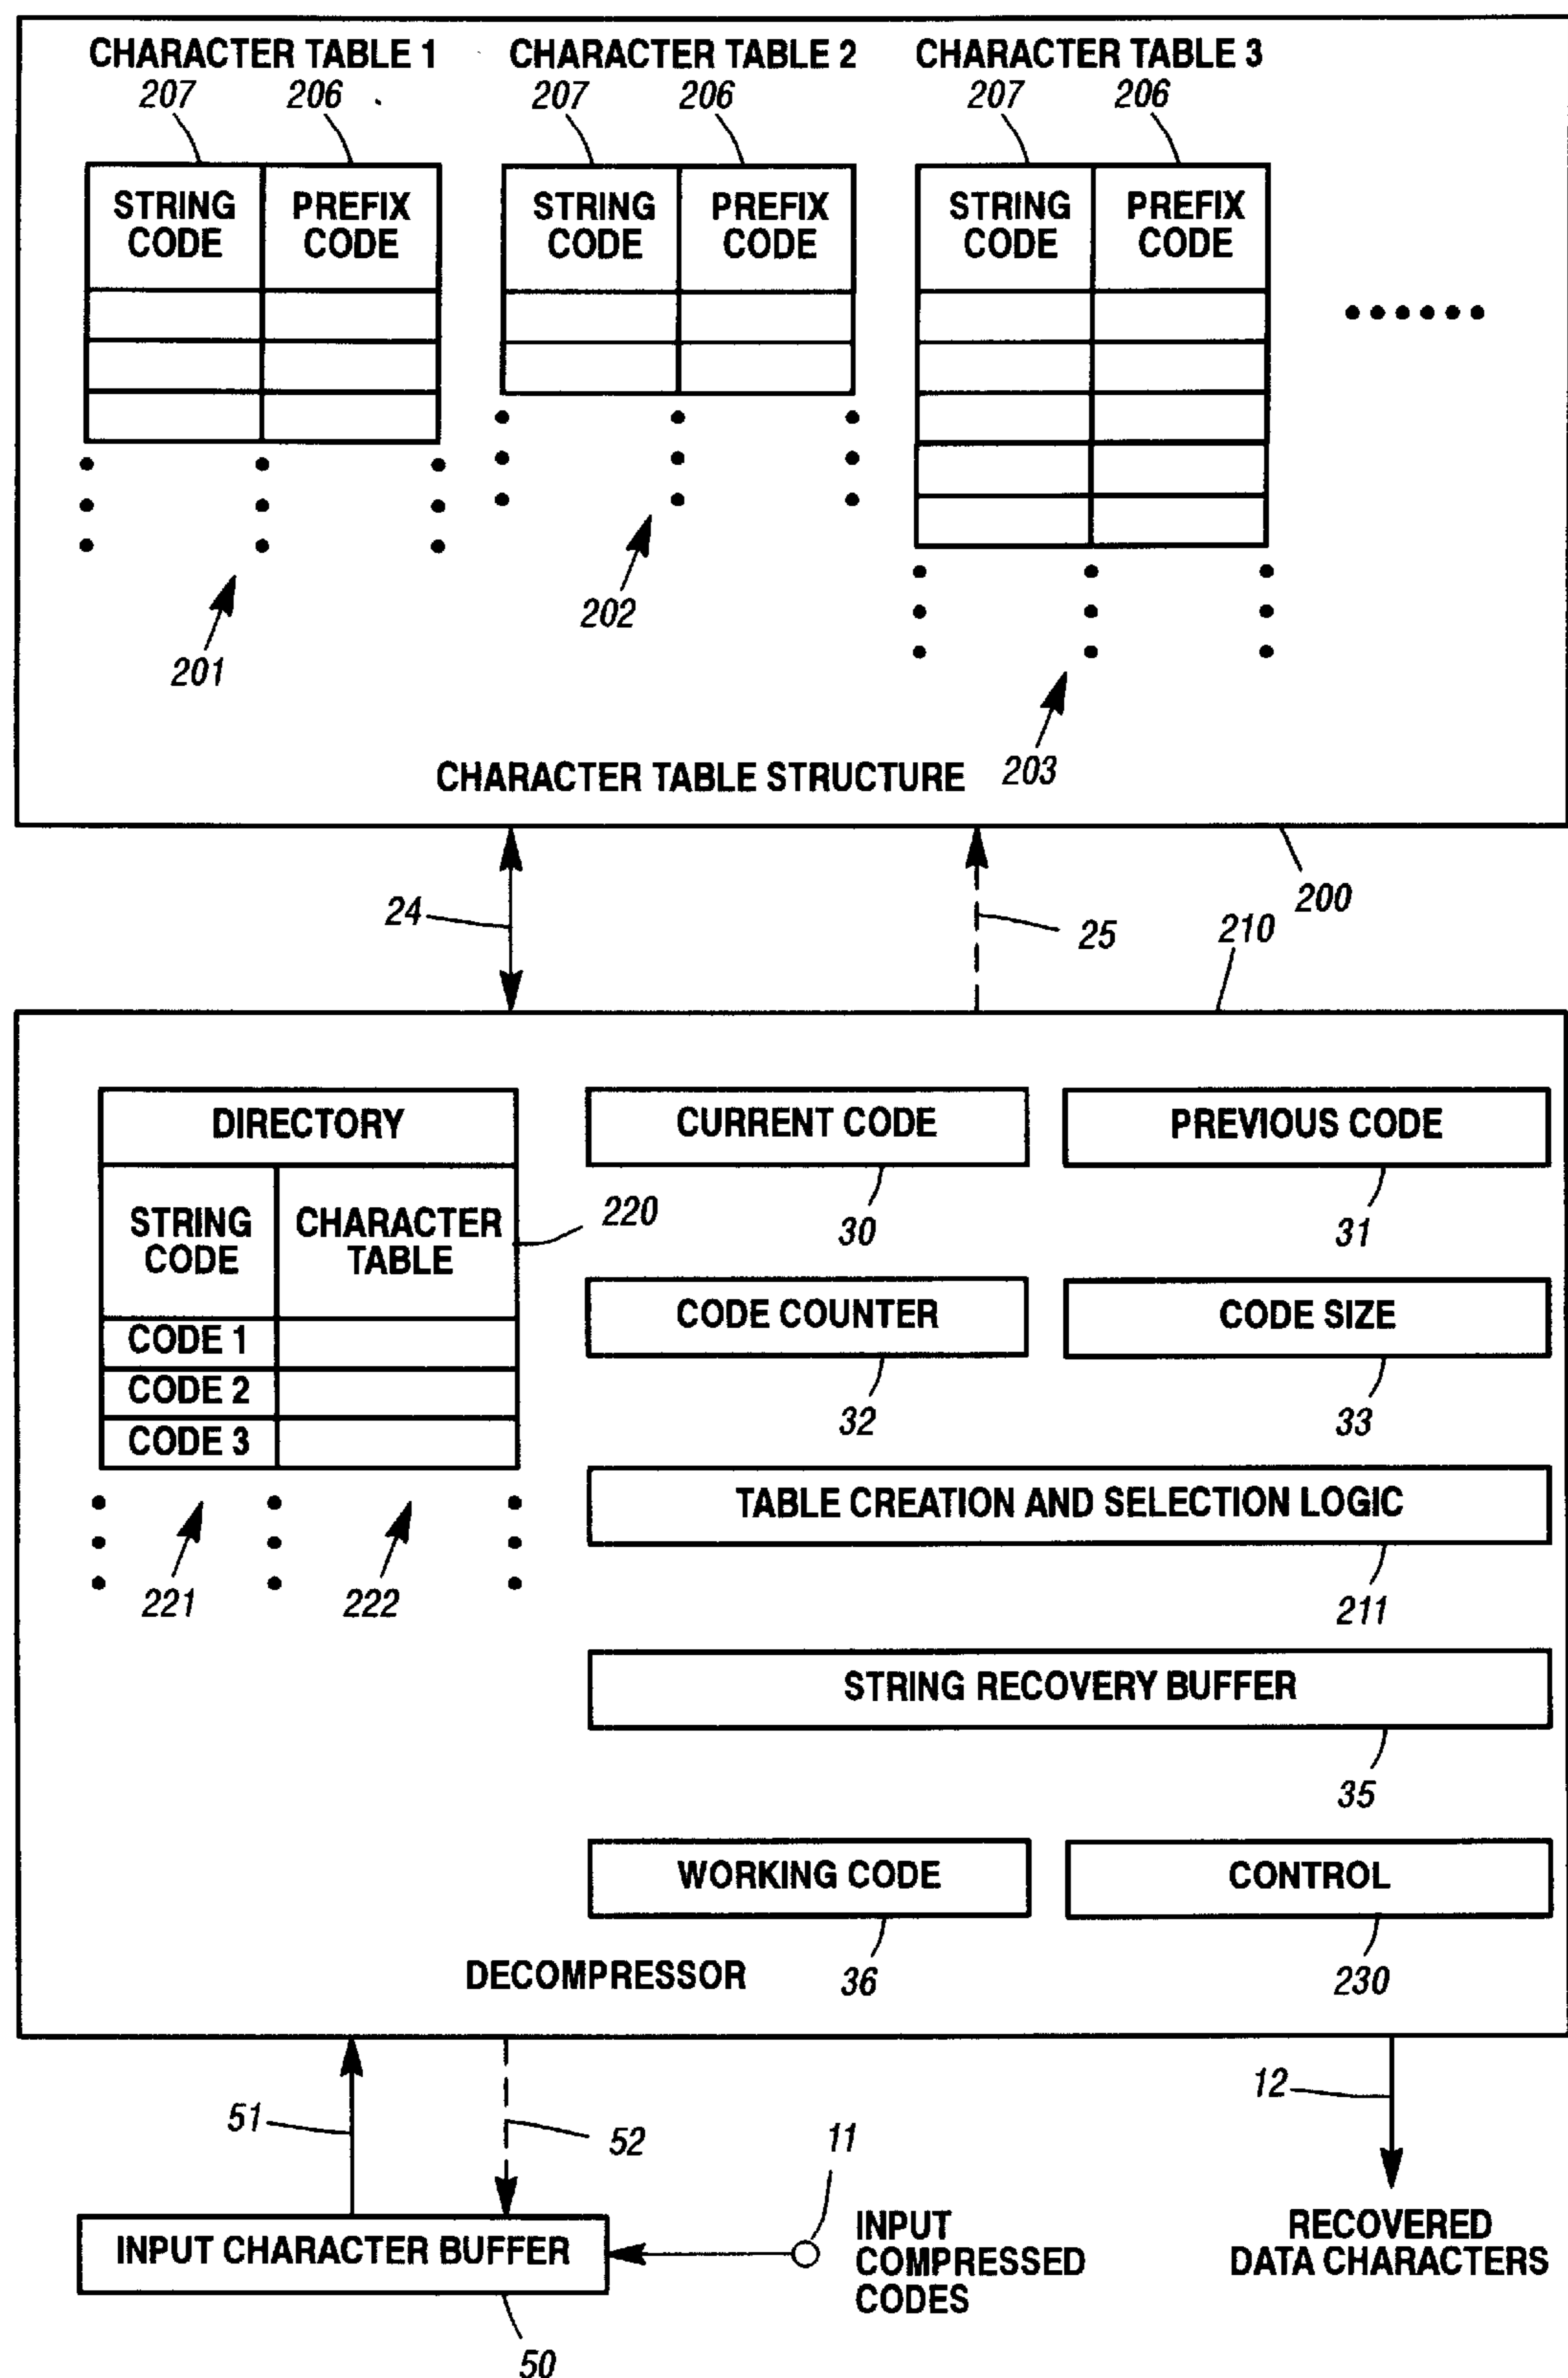 CHARACTER TABLE 1
CHARACTER TABLE 2
CHARACTER TABLE 3
207
206
207
206
207
206
STRING
CODE
PREFIX
CODE
STRING
CODE
PREFIX
CODE
STRING
CODE
PREFIX
CODE
201
202
203
CHARACTER TABLE STRUCTURE
200
24
25
210
DIRECTORY
STRING
CODE
CHARACTER
TABLE
220
CODE 1
CODE 2
CODE 3
221
222
CURRENT CODE
30
PREVIOUS CODE
31
CODE COUNTER
32
CODE SIZE
33
TABLE CREATION AND SELECTION LOGIC
211
STRING RECOVERY BUFFER
35
WORKING CODE
36
CONTROL
230
DECOMPRESSOR
51
52
11
12
INPUT CHARACTER BUFFER
50
INPUT
COMPRESSED
CODES
RECOVERED
DATA CHARACTERS